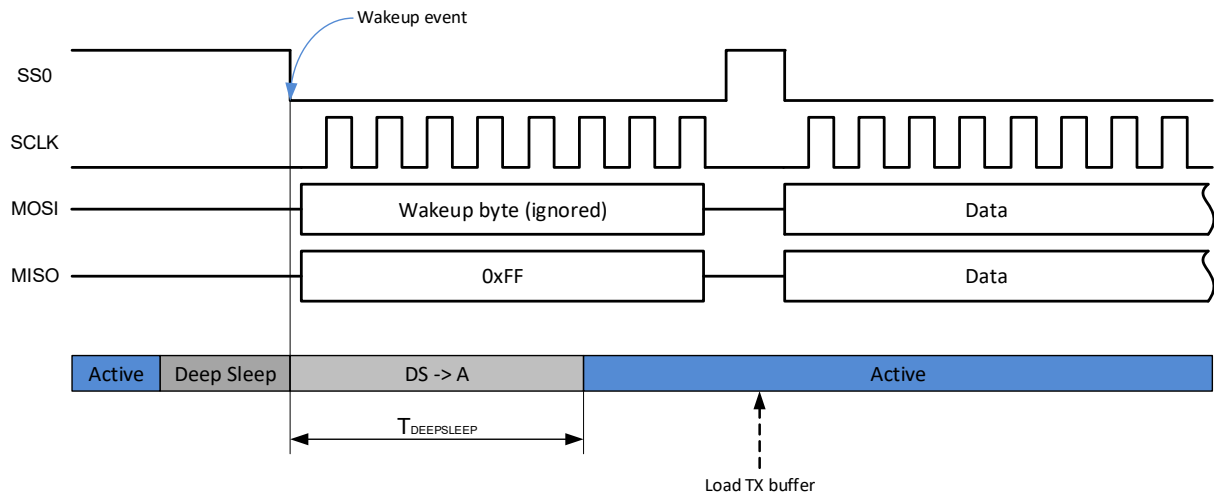 Wakeup event
SS0
SCLK
MOSI
Wakeup byte (ignored)
Data
MISO
0xFF
Data
Active
Deep Sleep
DS -> A
Active
TDEEPSLEEP
Load TX buffer